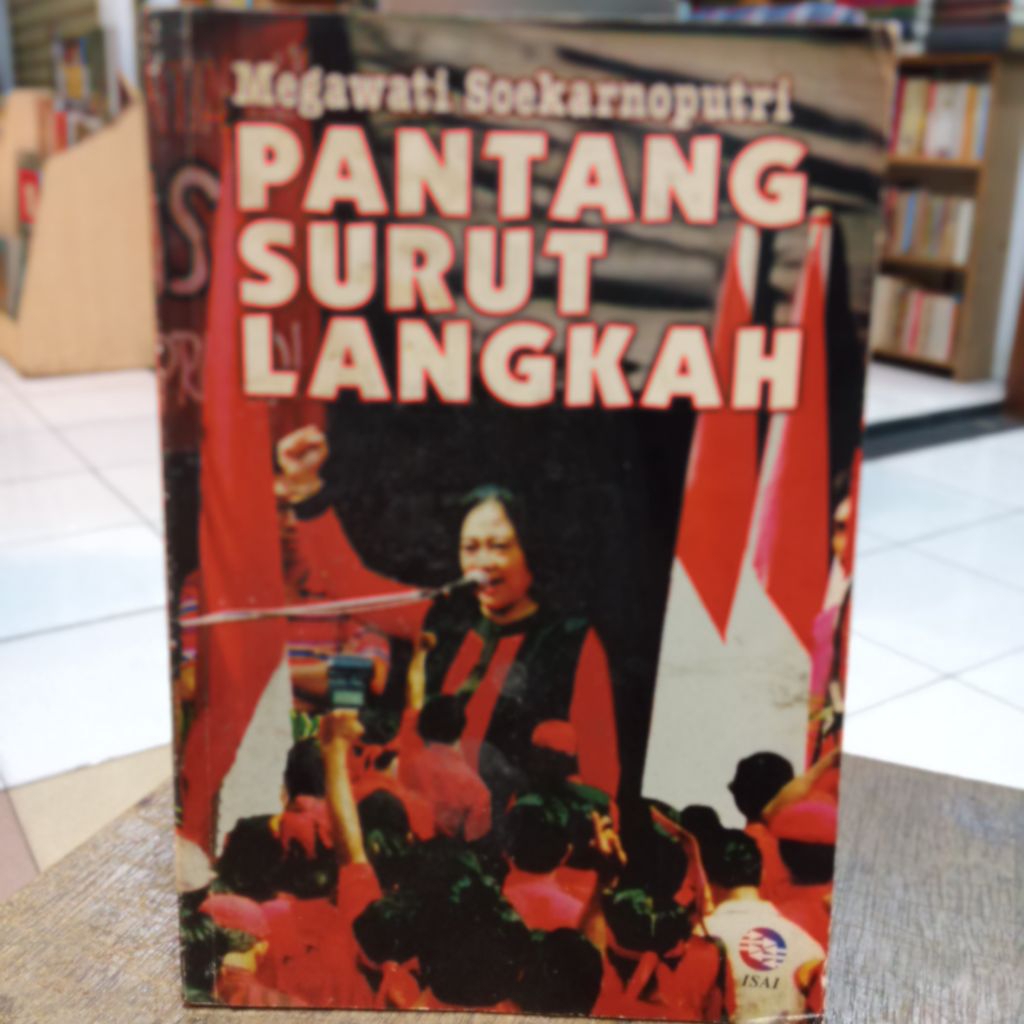 Megawati Soekarnoputri
PANTANG
SURUT
LANGKAH
ISAI